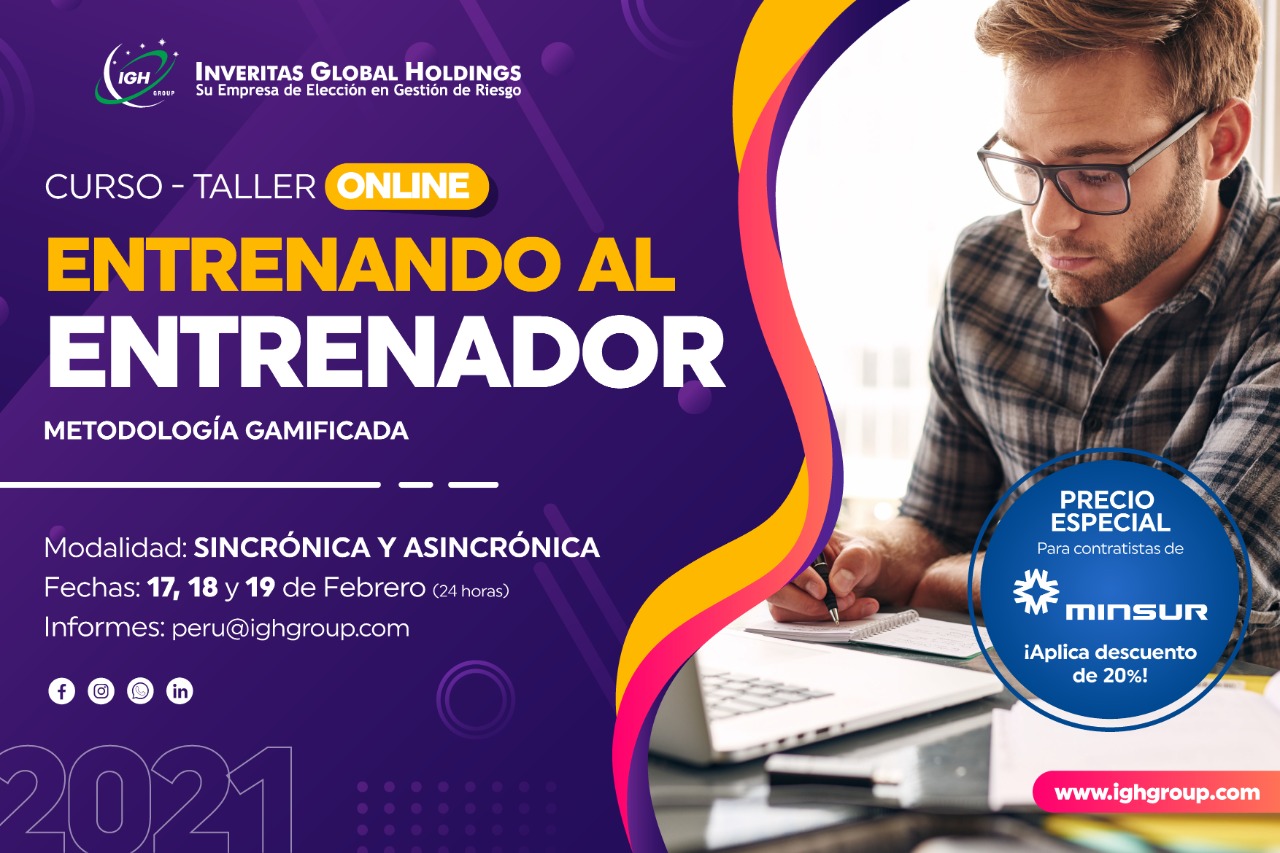 IGH
GROUP
INVERITAS GLOBAL HOLDINGS
Su Empresa de Elección en Gestión de Riesgo
CURSO - TALLER ONLINE
ENTRENANDO AL
ENTRENADOR
METODOLOGÍA GAMIFICADA
Modalidad: SINCRÓNICA Y ASINCRÓNICA
Fechas: 17, 18 y 19 de Febrero (24 horas)
Informes: peru@ighgroup.com
2021
PRECIO
ESPECIAL
Para contratistas de
MINSUR
¡Aplica descuento
de 20%!
www.ighgroup.com